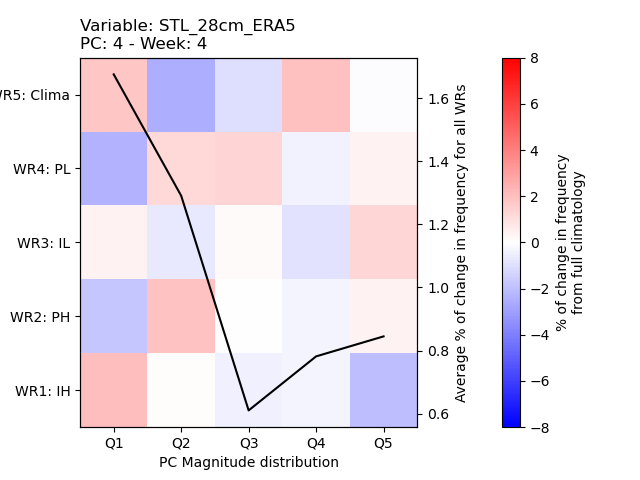 Variable: STL_28cm_ERA5
PC: 4 - Week: 4
R5: Clima
WR4: PL
WR3: IL
WR2: PH
WR1: IH
Q1 Q2 Q3 Q4 Q5
PC Magnitude distribution
1.6
1.4
1.2
1.0
0.8
0.6
Average % of change in frequency for all WRs
8
6
4
2
0
−2
−4
−6
−8
% of change in frequency
from full climatology